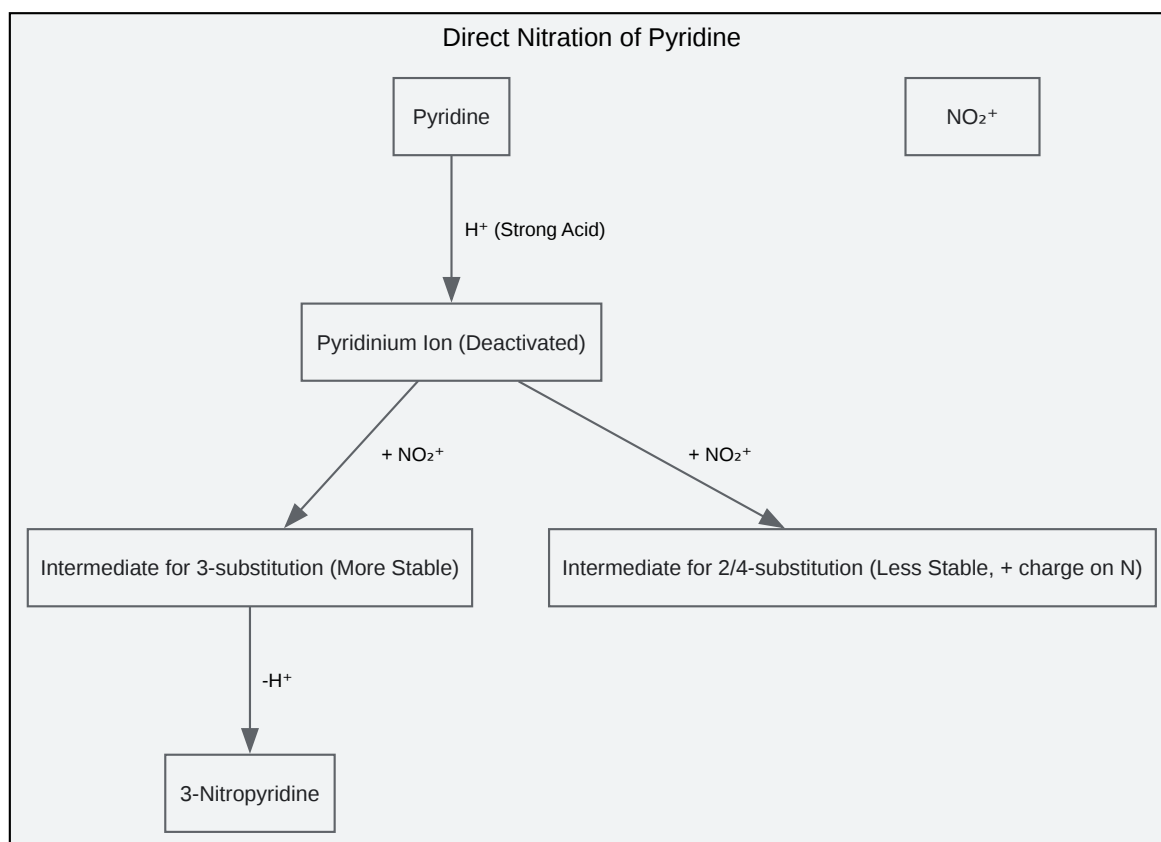 Direct Nitration of Pyridine
Pyridine
NO₂⁺
H⁺ (Strong Acid)
Pyridinium Ion (Deactivated)
+ NO₂⁺
+ NO₂⁺
Intermediate for 3-substitution (More Stable)
Intermediate for 2/4-substitution (Less Stable, + charge on N)
-H⁺
3-Nitropyridine